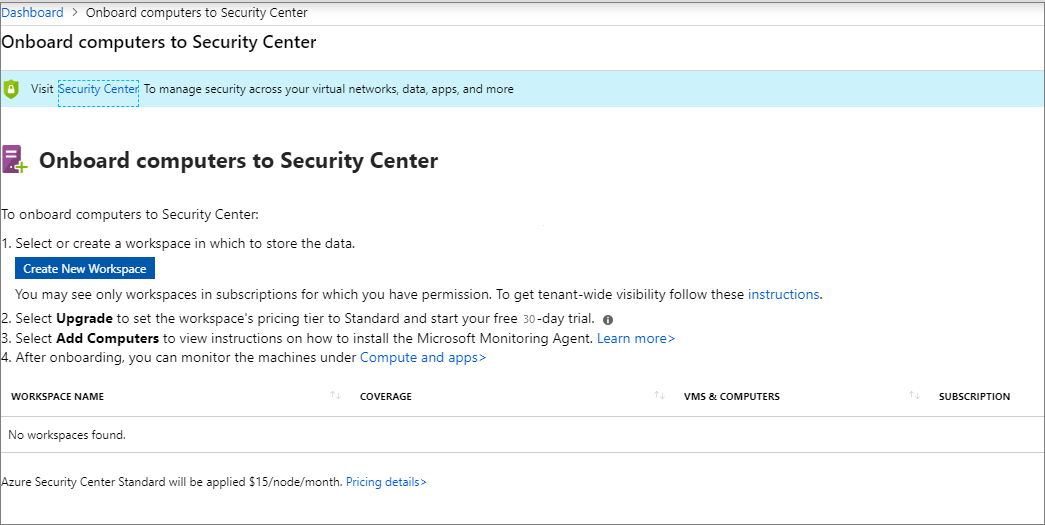 Dashboard > Onboard computers to Security Center
Onboard computers to Security Center
Visit Security Center To manage security across your virtual networks, data, apps, and more
Onboard computers to Security Center
To onboard computers to Security Center:
1. Select or create a workspace in which to store the data.
Create New Workspace
You may see only workspaces in subscriptions for which you have permission. To get tenant-wide visibility follow these instructions.
2. Select Upgrade to set the workspace's pricing tier to Standard and start your free 30-day trial.
3. Select Add Computers to view instructions on how to install the Microsoft Monitoring Agent. Learn more>
4. After onboarding, you can monitor the machines under Compute and apps>
WORKSPACE NAME ↑↓ COVERAGE ↑↓ VMS & COMPUTERS ↑↓ SUBSCRIPTION
No workspaces found.
Azure Security Center Standard will be applied $15/node/month. Pricing details>